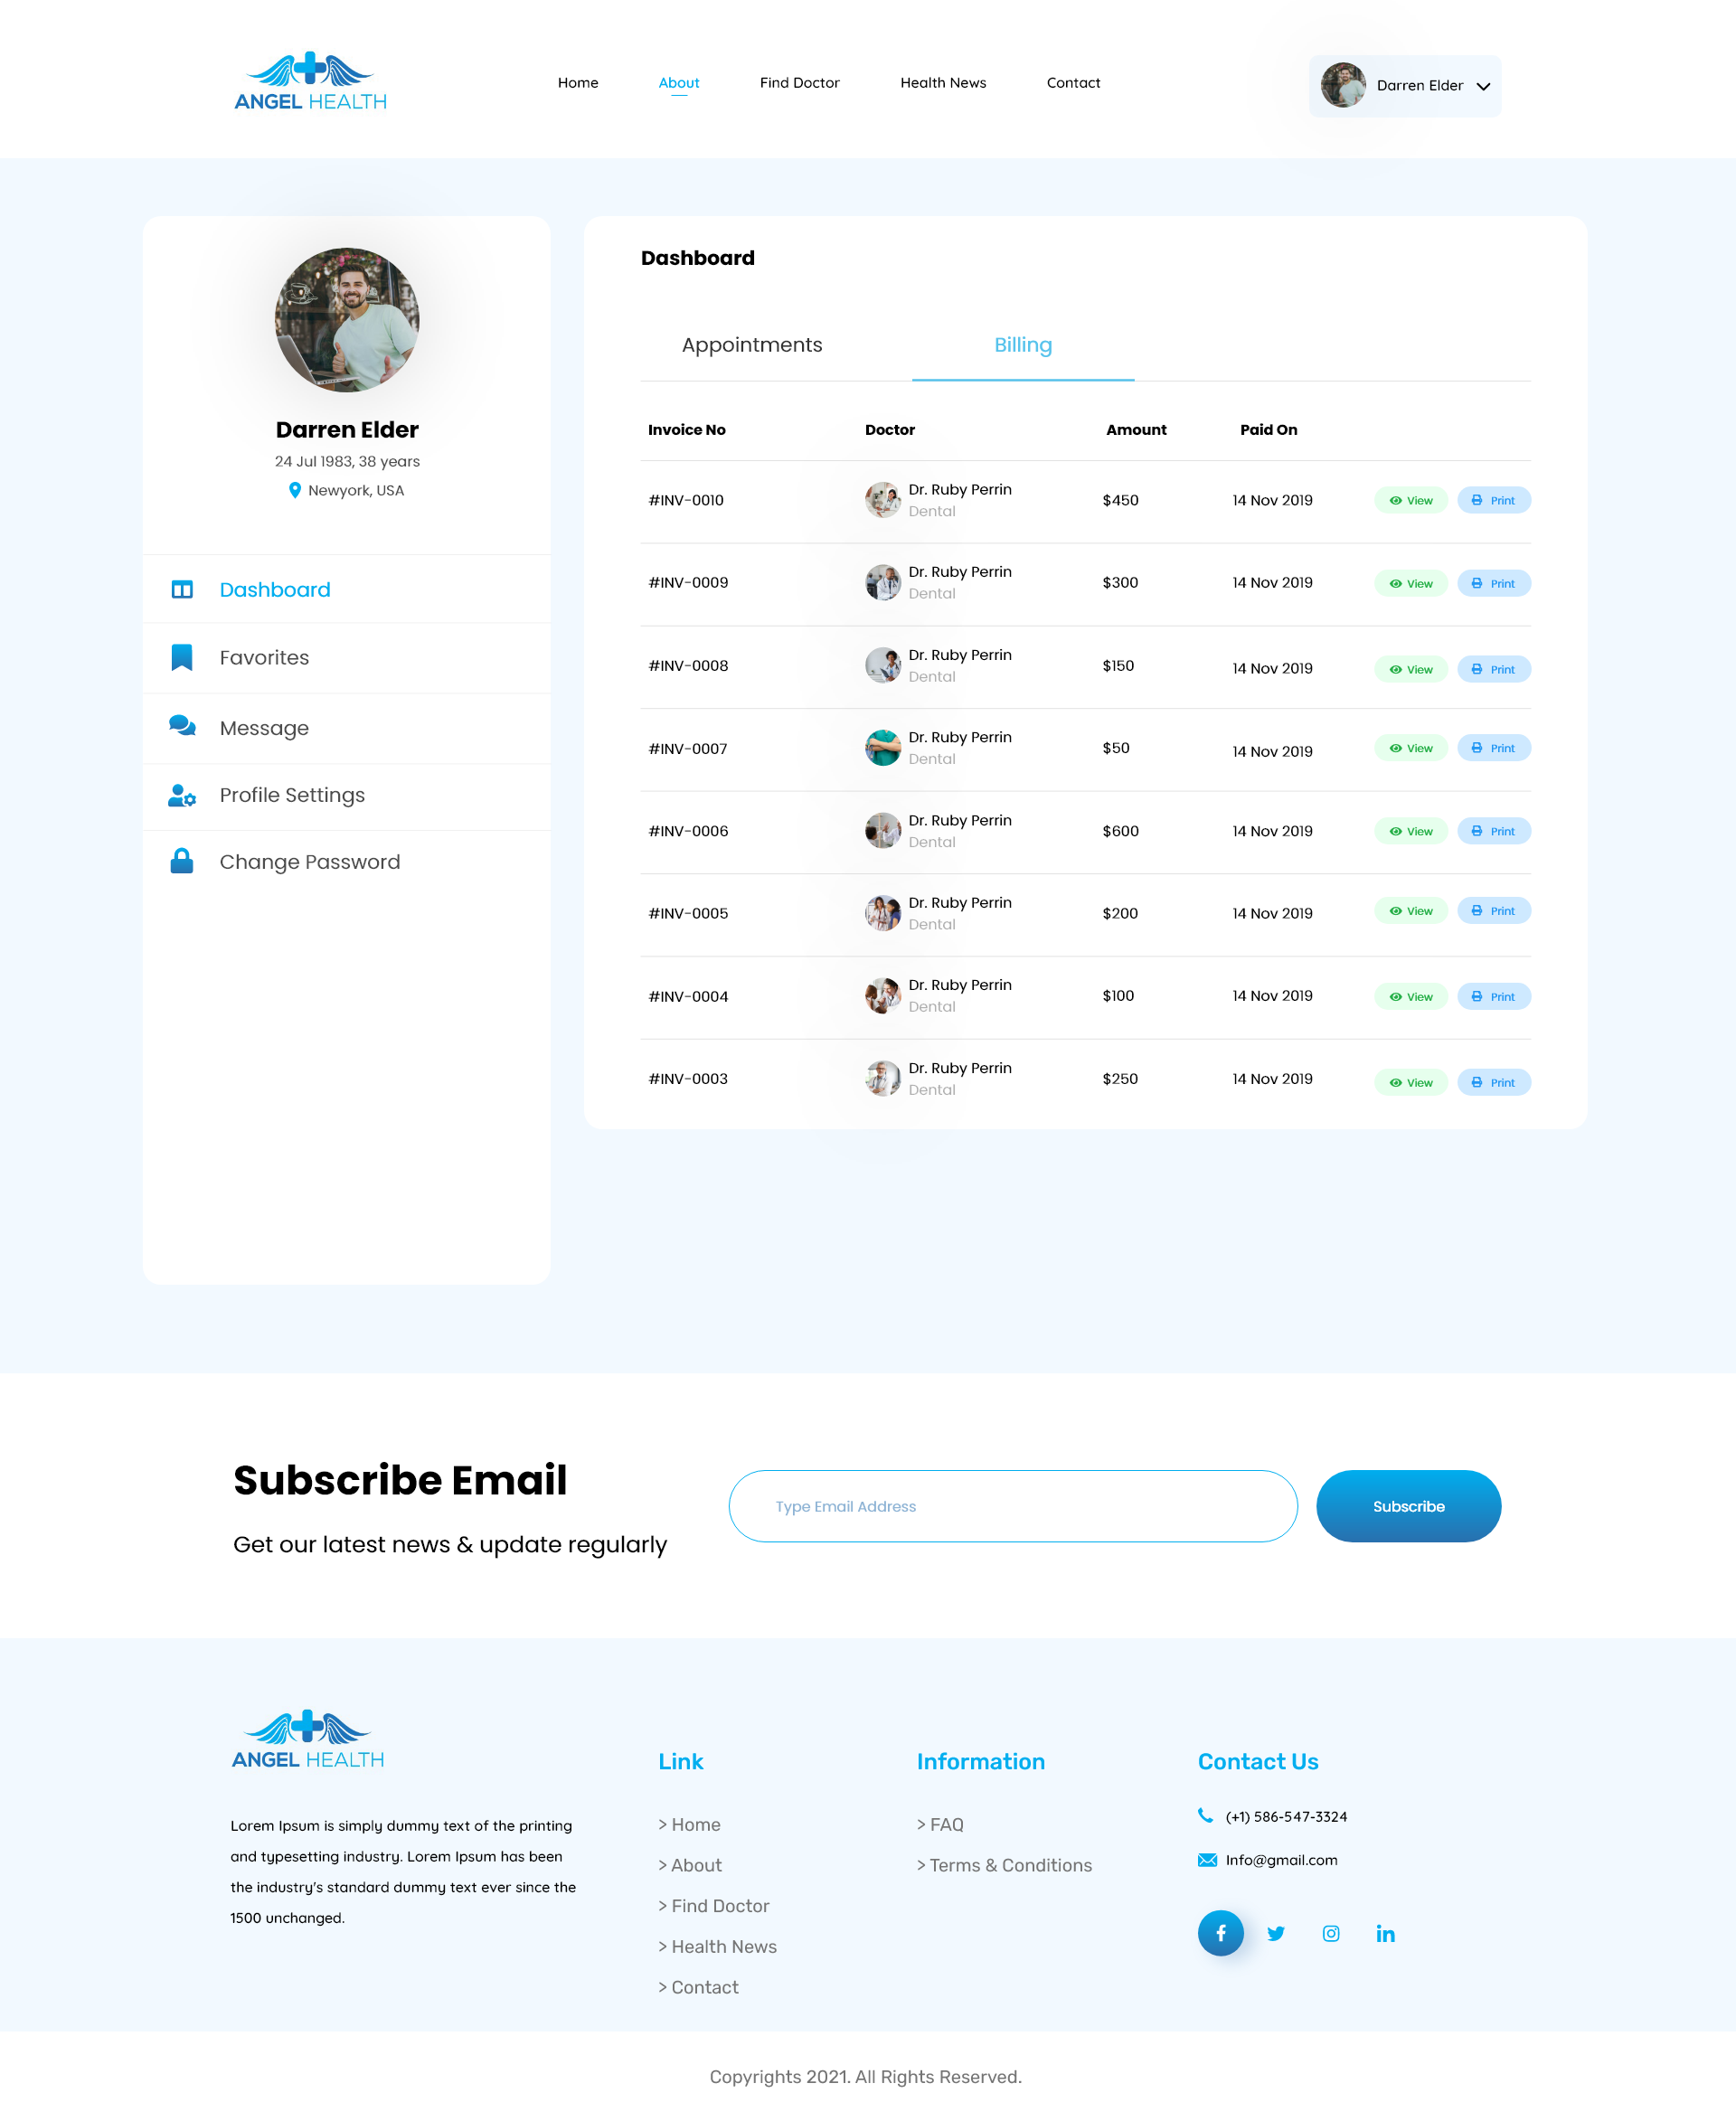 ANGEL HEALTH
Home About Find Doctor Health News Contact
Darren Elder
Darren Elder
24 Jul 1983, 38 years
Newyork, USA
Dashboard
Favorites
Message
Profile Settings
Change Password
Dashboard
Appointments Billing
Invoice No Doctor Amount Paid On
#INV-0010 Dr. Ruby Perrin Dental $450 14 Nov 2019 View Print
#INV-0009 Dr. Ruby Perrin Dental $300 14 Nov 2019 View Print
#INV-0008 Dr. Ruby Perrin Dental $150 14 Nov 2019 View Print
#INV-0007 Dr. Ruby Perrin Dental $50 14 Nov 2019 View Print
#INV-0006 Dr. Ruby Perrin Dental $600 14 Nov 2019 View Print
#INV-0005 Dr. Ruby Perrin Dental $200 14 Nov 2019 View Print
#INV-0004 Dr. Ruby Perrin Dental $100 14 Nov 2019 View Print
#INV-0003 Dr. Ruby Perrin Dental $250 14 Nov 2019 View Print
Subscribe Email
Get our latest news & update regularly
Type Email Address
Subscribe
ANGEL HEALTH
Lorem Ipsum is simply dummy text of the printing
and typesetting industry. Lorem Ipsum has been
the industry's standard dummy text ever since the
1500 unchanged.
Link
> Home
> About
> Find Doctor
> Health News
> Contact
Information
> FAQ
> Terms & Conditions
Contact Us
(+1) 586-547-3324
Info@gmail.com
Copyrights 2021. All Rights Reserved.